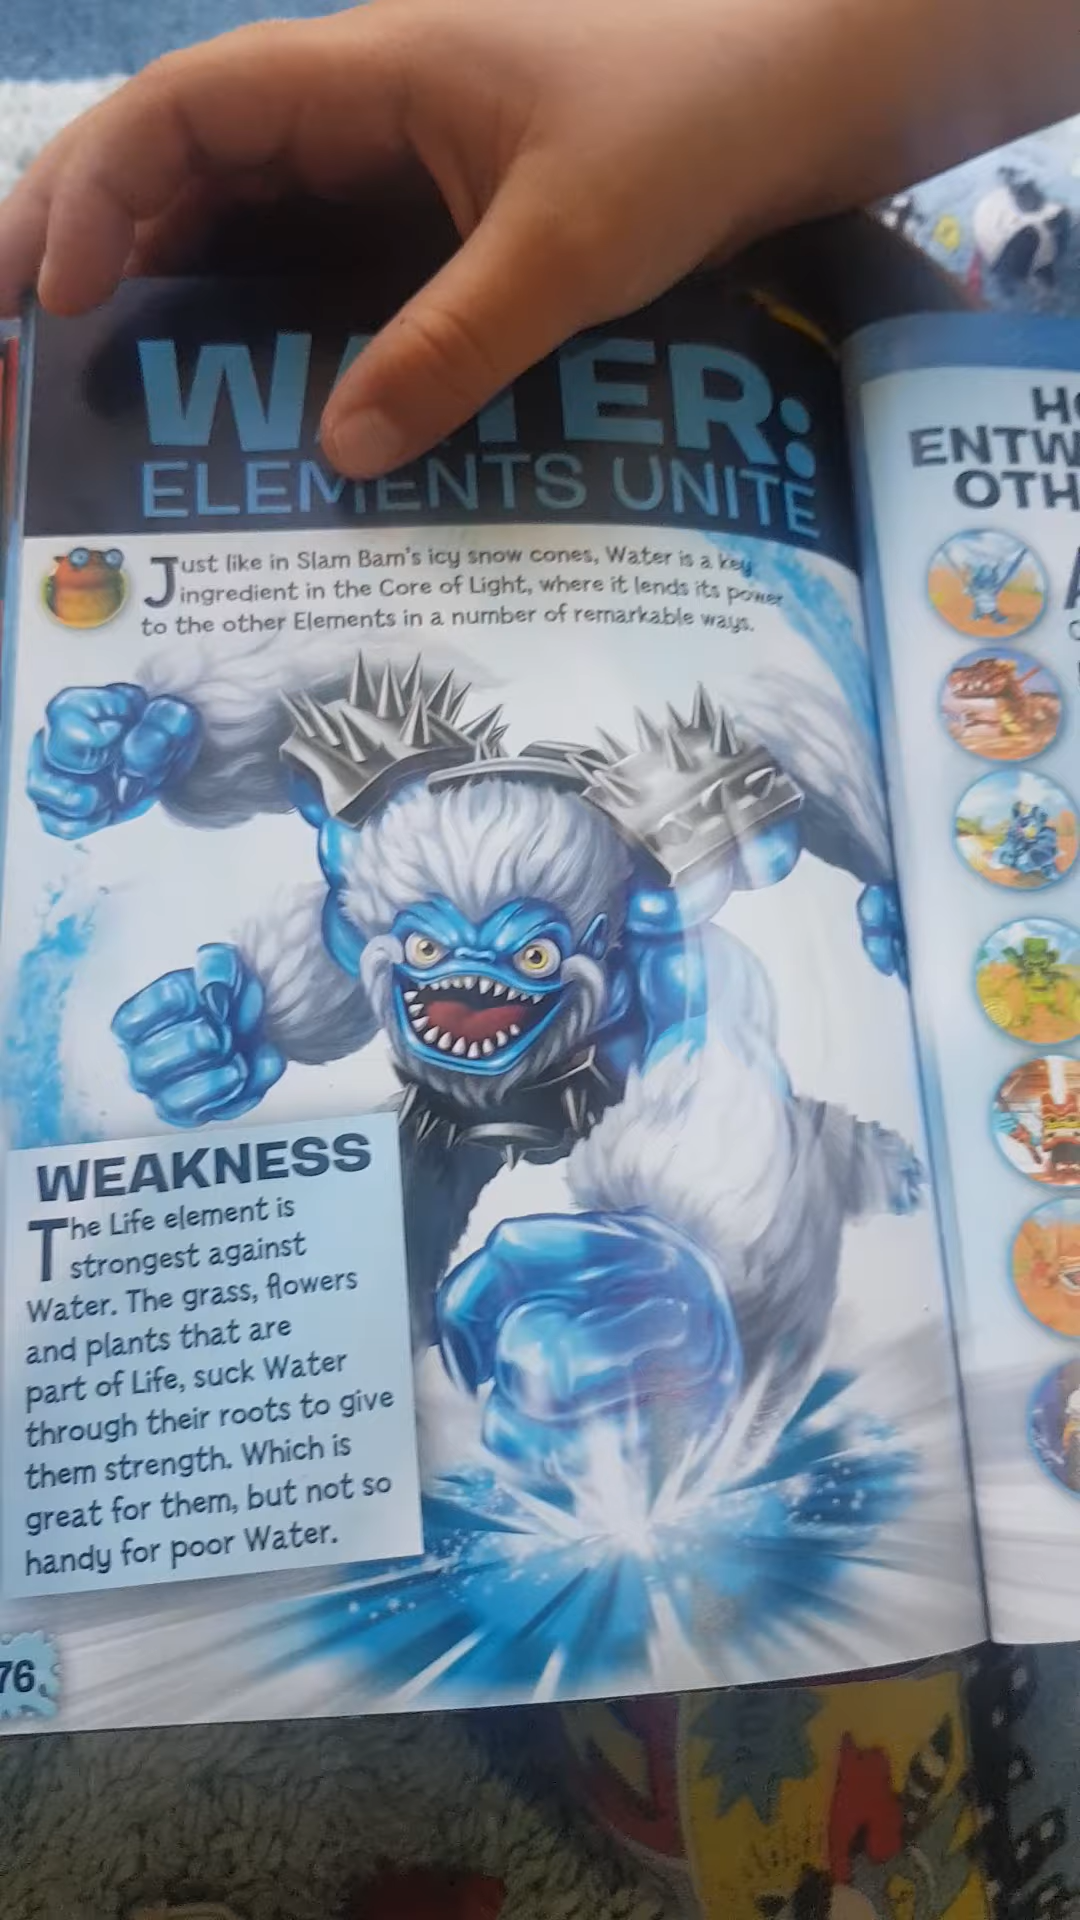 WATER:
ELEMENTS UNITE
Just like in Slam Bam's icy snow cones, Water is a key
ingredient in the Core of Light, where it lends its power
to the other Elements in a number of remarkable ways.
WEAKNESS
The Life element is
strongest against
Water. The grass, flowers
and plants that are
part of Life, suck Water
through their roots to give
them strength. Which is
great for them, but not so
handy for poor Water.
76
ENTW
OTH